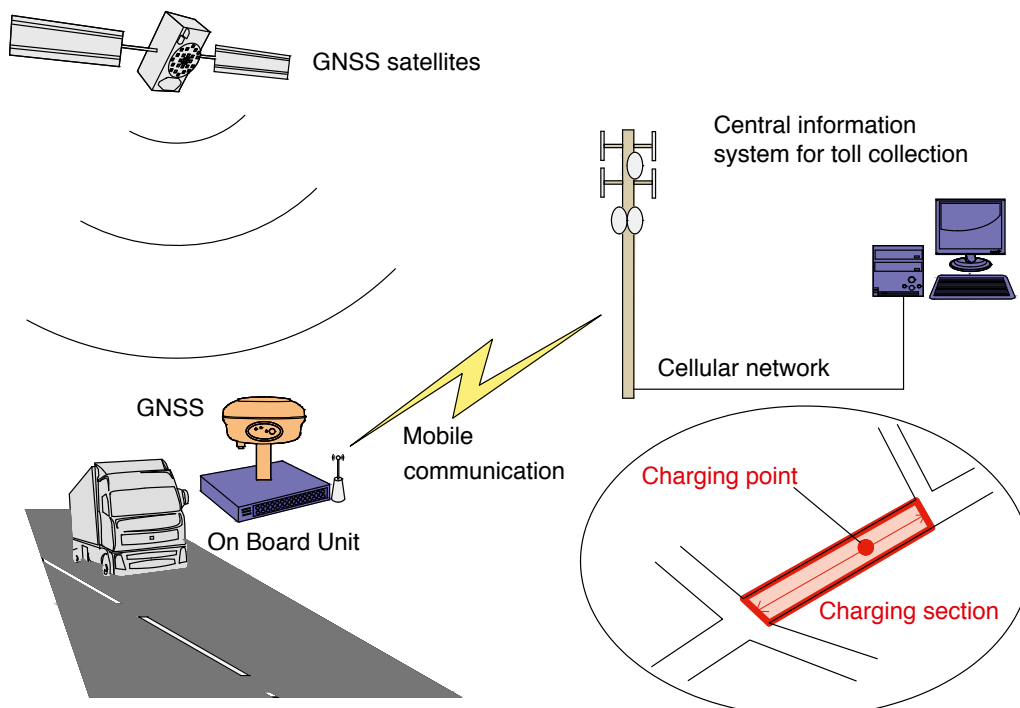 GNSS satellites
Central information
system for toll collection
Cellular network
GNSS
Mobile
communication
On Board Unit
Charging point
Charging section